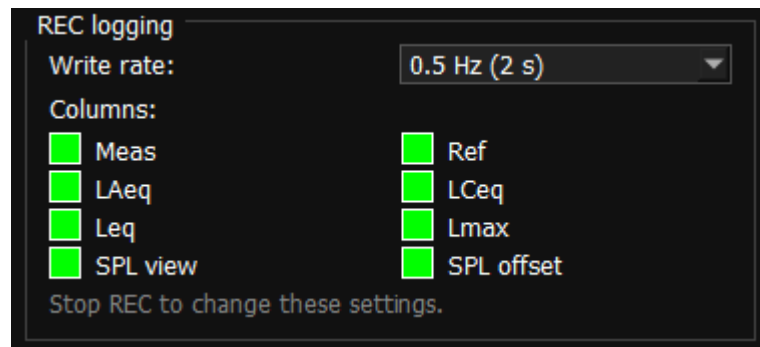 REC logging
Write rate: 0.5 Hz (2 s)
Columns:
Meas Ref
LAeq LCeq
Leq Lmax
SPL view SPL offset
Stop REC to change these settings.